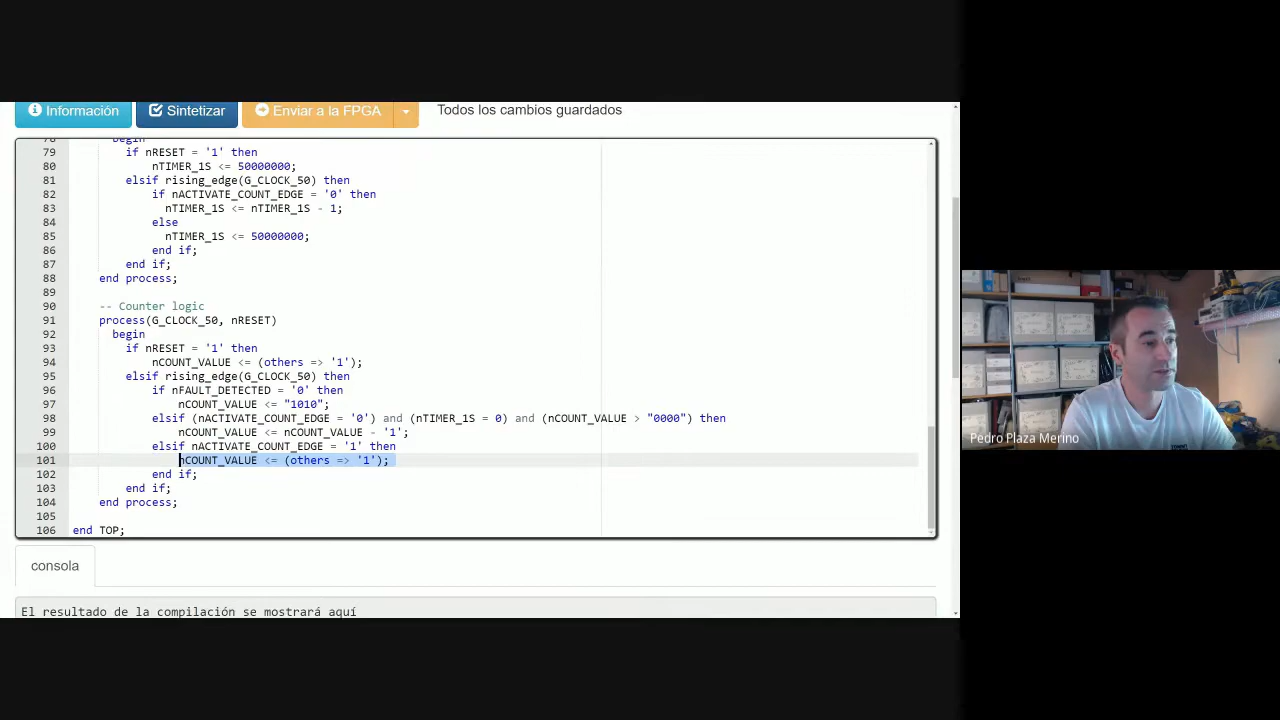 Información
Sintetizar
Enviar a la FPGA
Todos los cambios guardados
78 begin
79 if nRESET = '1' then
80 nTIMER_1S <= 50000000;
81 elsif rising_edge(G_CLOCK_50) then
82 if nACTIVATE_COUNT_EDGE = '0' then
83 nTIMER_1S <= nTIMER_1S - 1;
84 else
85 nTIMER_1S <= 50000000;
86 end if;
87 end if;
88 end process;
89
90 -- Counter logic
91 process(G_CLOCK_50, nRESET)
92 begin
93 if nRESET = '1' then
94 nCOUNT_VALUE <= (others => '1');
95 elsif rising_edge(G_CLOCK_50) then
96 if nFAULT_DETECTED = '0' then
97 nCOUNT_VALUE <= "1010";
98 elsif (nACTIVATE_COUNT_EDGE = '0') and (nTIMER_1S = 0) and (nCOUNT_VALUE > "0000") then
99 nCOUNT_VALUE <= nCOUNT_VALUE - '1';
100 elsif nACTIVATE_COUNT_EDGE = '1' then
101 nCOUNT_VALUE <= (others => '1');
102 end if;
103 end if;
104 end process;
105
106 end TOP;
consola
El resultado de la compilación se mostrará aquí
Pedro Plaza Merino